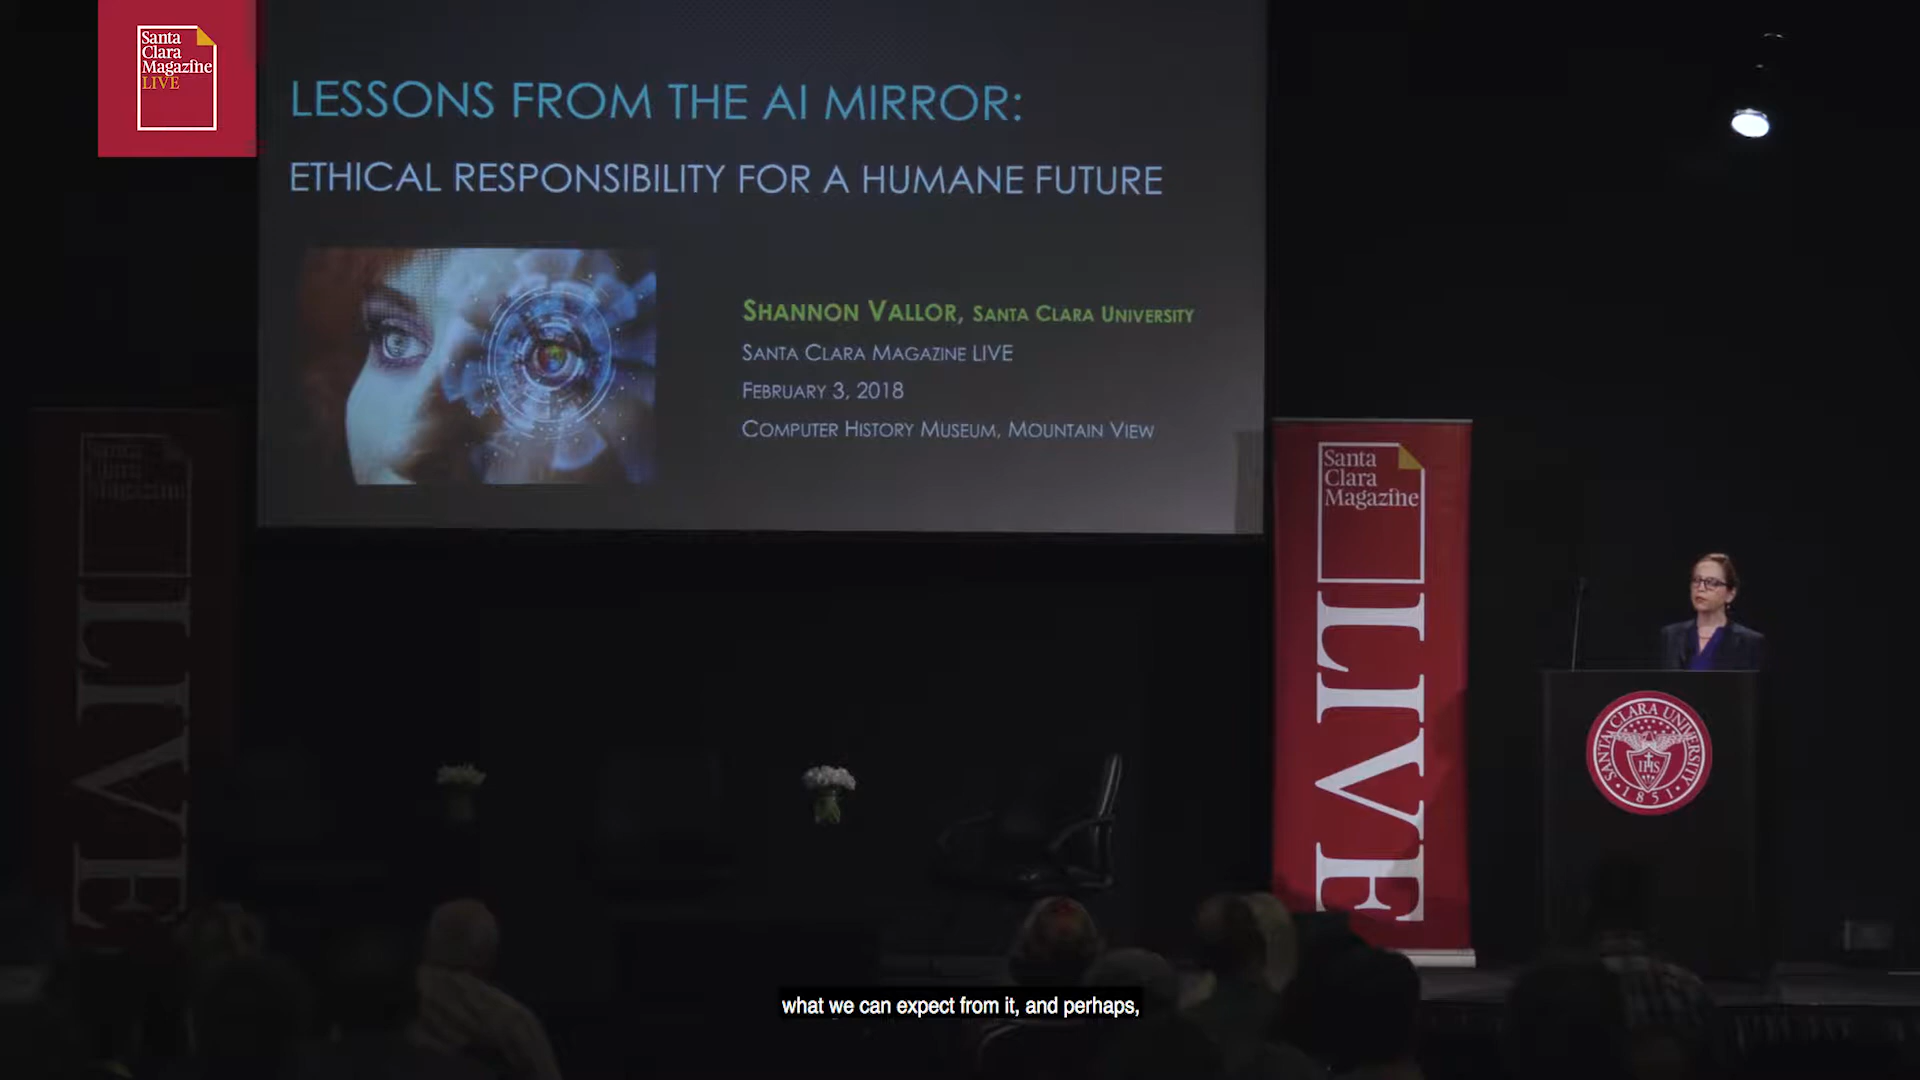 Santa
Clara
Magazine
LIVE
LESSONS FROM THE AI MIRROR:
ETHICAL RESPONSIBILITY FOR A HUMANE FUTURE
SHANNON VALLOR, SANTA CLARA UNIVERSITY
SANTA CLARA MAGAZINE LIVE
FEBRUARY 3, 2018
COMPUTER HISTORY MUSEUM, MOUNTAIN VIEW
Santa
Clara
Magazine
LIVE
LIVE
SANTA CLARA UNIVERSITY
IHS
1851
what we can expect from it, and perhaps,